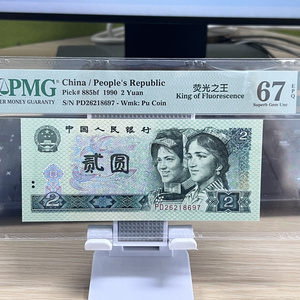 PMG
PAPER MONEY GUARANTY
China / People's Republic
Pick# 885bf 1990 2 Yuan
S/N PD26218697 - Wmk: Pu Coin
荧光之王
King of Fluorescence
67 EPQ
Superb Gem Unc
中国人民银行
贰圆
2
2
PD26218697